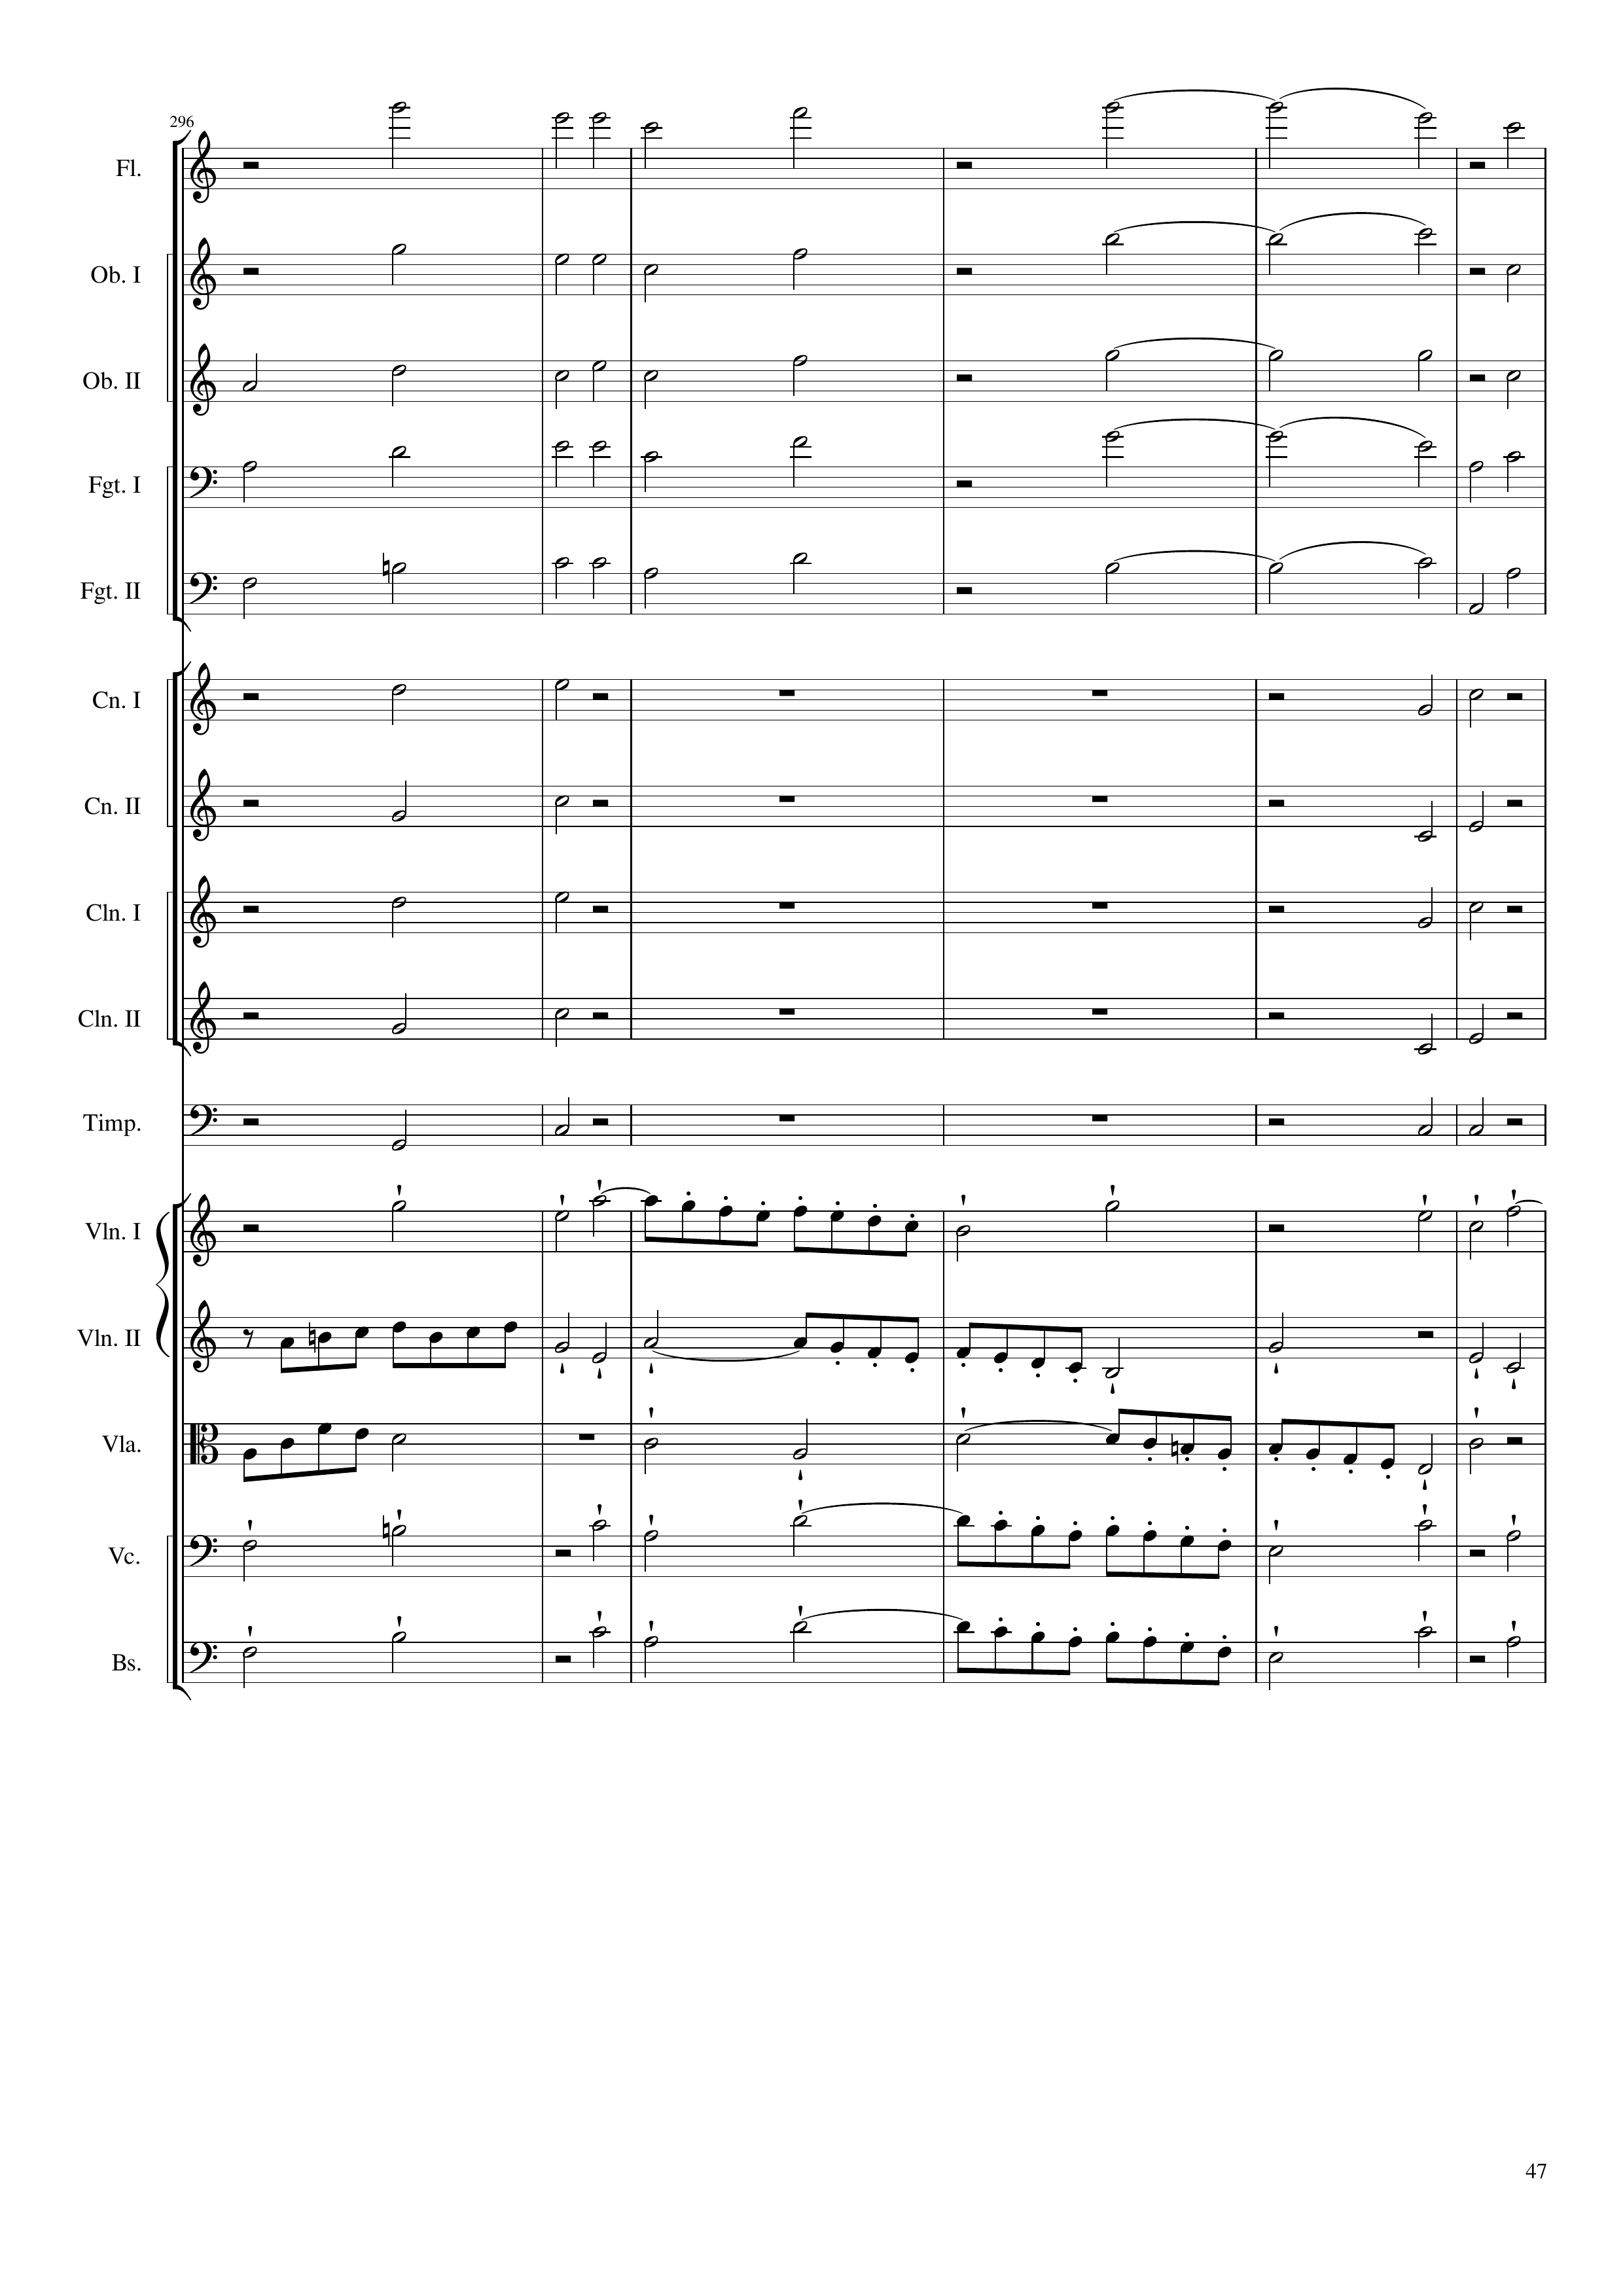 296
Fl.
Ob. I
Ob. II
Fgt. I
Fgt. II
Cn. I
Cn. II
Cln. I
Cln. II
Timp.
Vln. I
Vln. II
Vla.
Vc.
Bs.
47